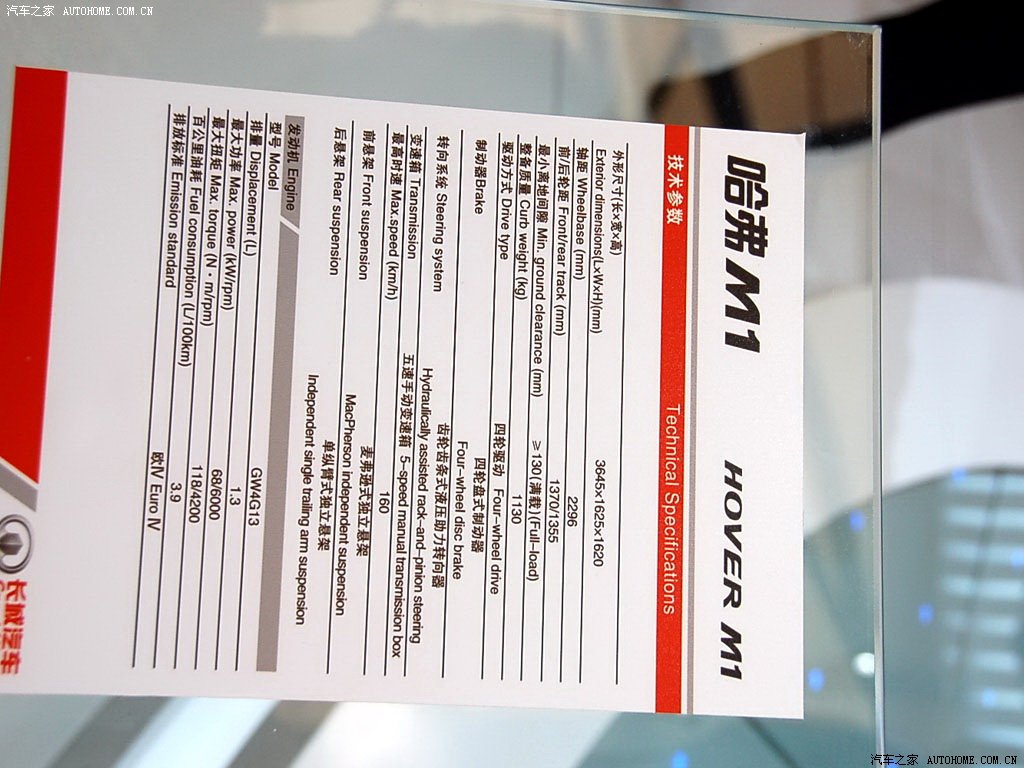 汽车之家 AUTOHOME.COM.CN
哈弗M1 HOVER M1
技术参数 Technical Specifications
外形尺寸(长×宽×高)
Exterior dimensions(LxWxH)(mm) 3645x1625x1620
轴距 Wheelbase (mm) 2296
前/后轮距 Front/rear track (mm) 1370/1355
最小离地间隙 Min. ground clearance (mm) ≥130(满载)(Full-load)
整备质量 Curb weight (kg) 1130
驱动方式 Drive type 四轮驱动 Four-wheel drive
制动器Brake 四轮盘式制动器
Four-wheel disc brake
转向系统 Steering system 齿轮齿条式液压助力转向器
Hydraulically assisted rack-and-pinion steering
变速箱 Transmission 五速手动变速箱 5-speed manual transmission box
最高时速 Max.speed (km/h) 160
前悬架 Front suspension 麦弗逊式独立悬架
MacPherson independent suspension
后悬架 Rear suspension 单纵臂式独立悬架
Independent single trailing arm suspension
发动机 Engine
型号 Model GW4G13
排量 Displacement (L) 1.3
最大功率 Max. power (kW/rpm) 68/6000
最大扭矩 Max. torque (N·m/rpm) 118/4200
百公里油耗 Fuel consumption (L/100km) 3.9
排放标准 Emission standard 欧Ⅳ Euro Ⅳ
长城汽车
汽车之家 AUTOHOME.COM.CN